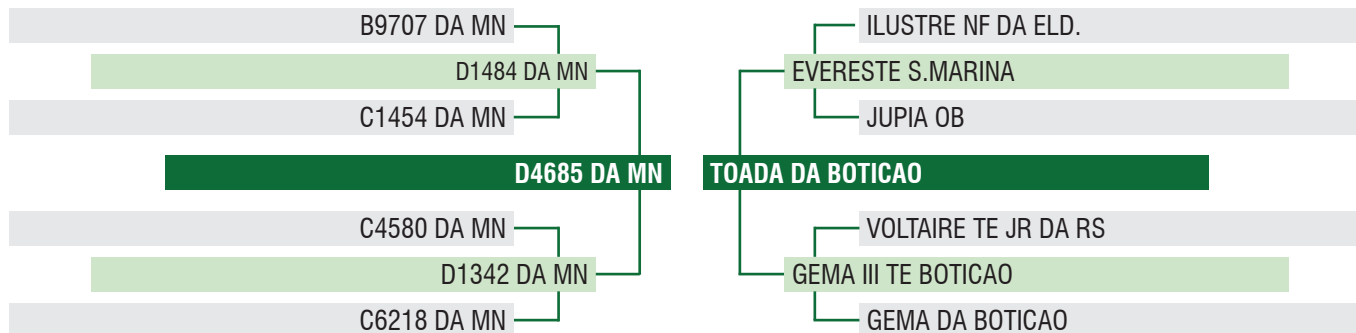 B9707 DA MN
D1484 DA MN
C1454 DA MN
D4685 DA MN
C4580 DA MN
D1342 DA MN
C6218 DA MN
ILUSTRE NF DA ELD.
EVERESTE S.MARINA
JUPIA OB
TOADA DA BOTICAO
VOLTAIRE TE JR DA RS
GEMA III TE BOTICAO
GEMA DA BOTICAO